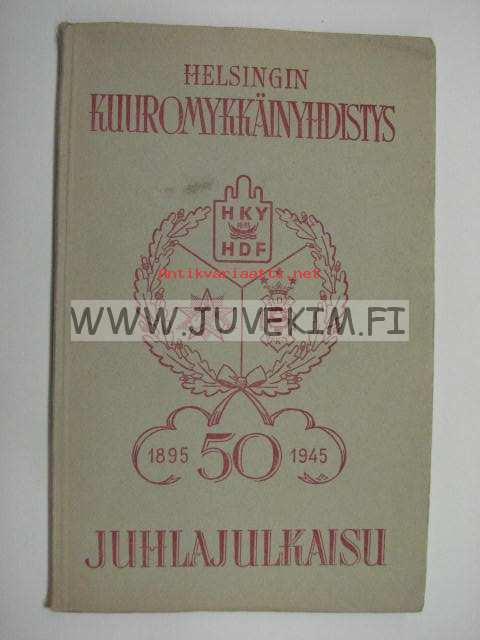 HELSINGIN
KUUROMYKKÄINYHDISTYS
HKY
HDF
Antikvariaatti.net
WWW.JUVEKIM.FI
1895 50 1945
JUHLAJULKAISU